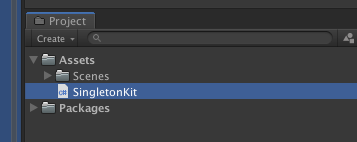 Project
Create
Assets
Scenes
C#
SingletonKit
Packages